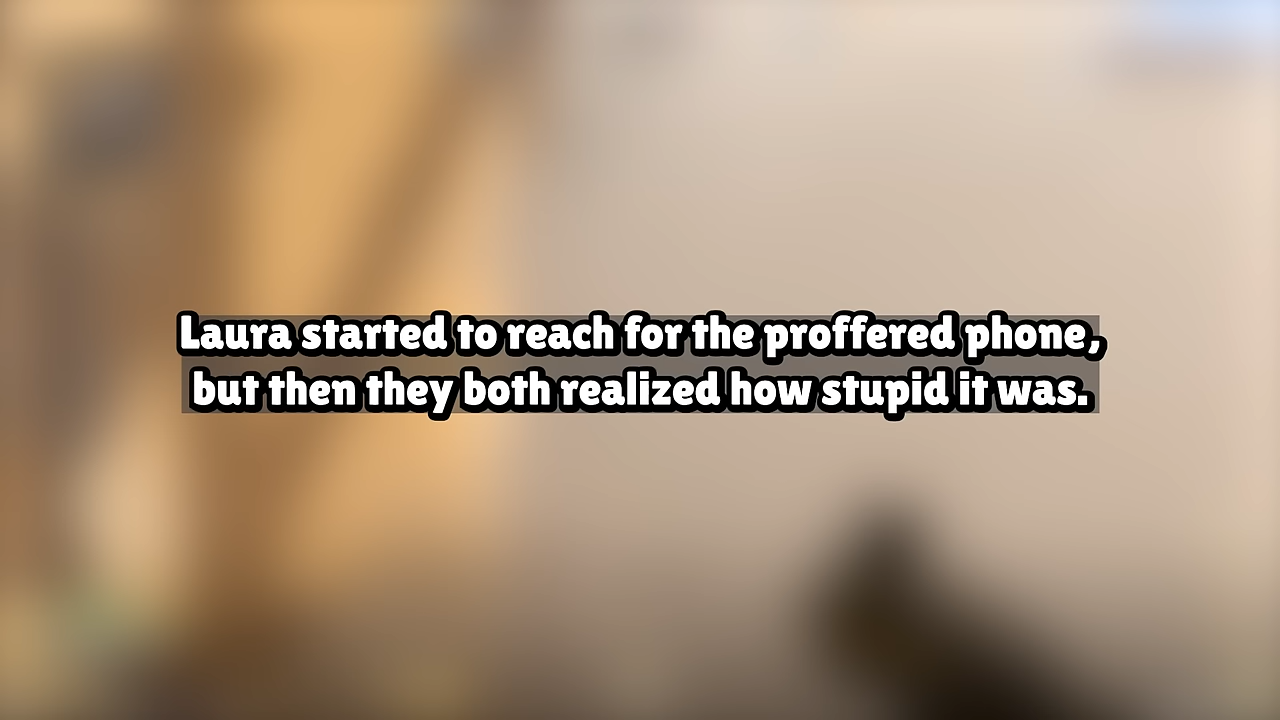 Laura started to reach for the proffered phone,
but then they both realized how stupid it was.